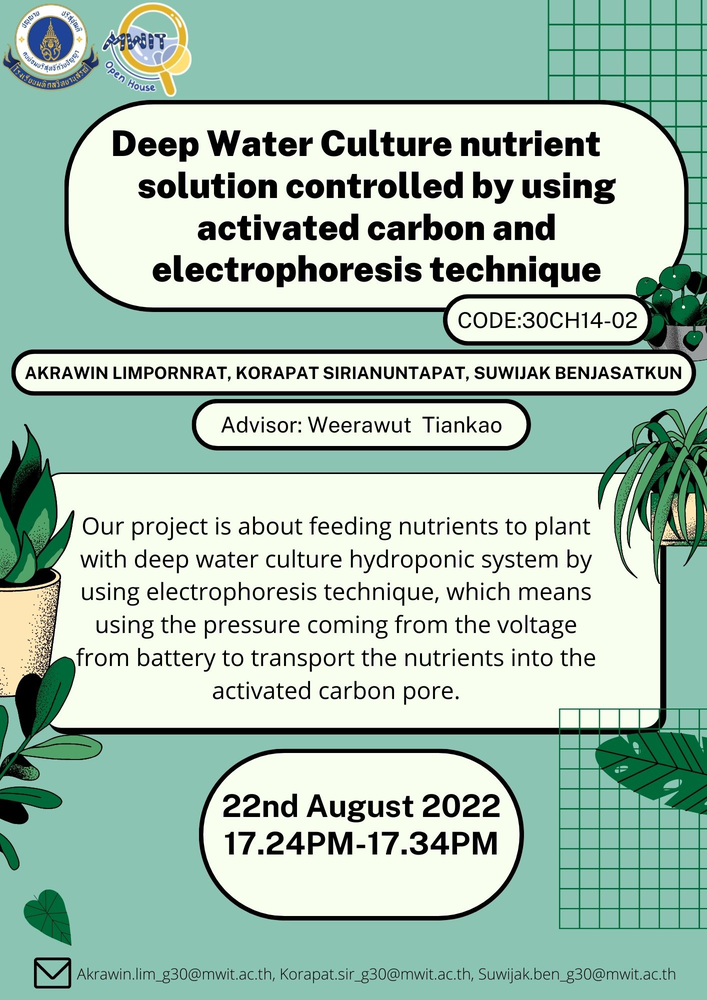 MWIT
Open House
Deep Water Culture nutrient
solution controlled by using
activated carbon and
electrophoresis technique
CODE:30CH14-02
AKRAWIN LIMPORNRAT, KORAPAT SIRIANUNTAPAT, SUWIJAK BENJASATKUN
Advisor: Weerawut Tiankao
Our project is about feeding nutrients to plant
with deep water culture hydroponic system by
using electrophoresis technique, which means
using the pressure coming from the voltage
from battery to transport the nutrients into the
activated carbon pore.
22nd August 2022
17.24PM-17.34PM
Akrawin.lim_g30@mwit.ac.th, Korapat.sir_g30@mwit.ac.th, Suwijak.ben_g30@mwit.ac.th